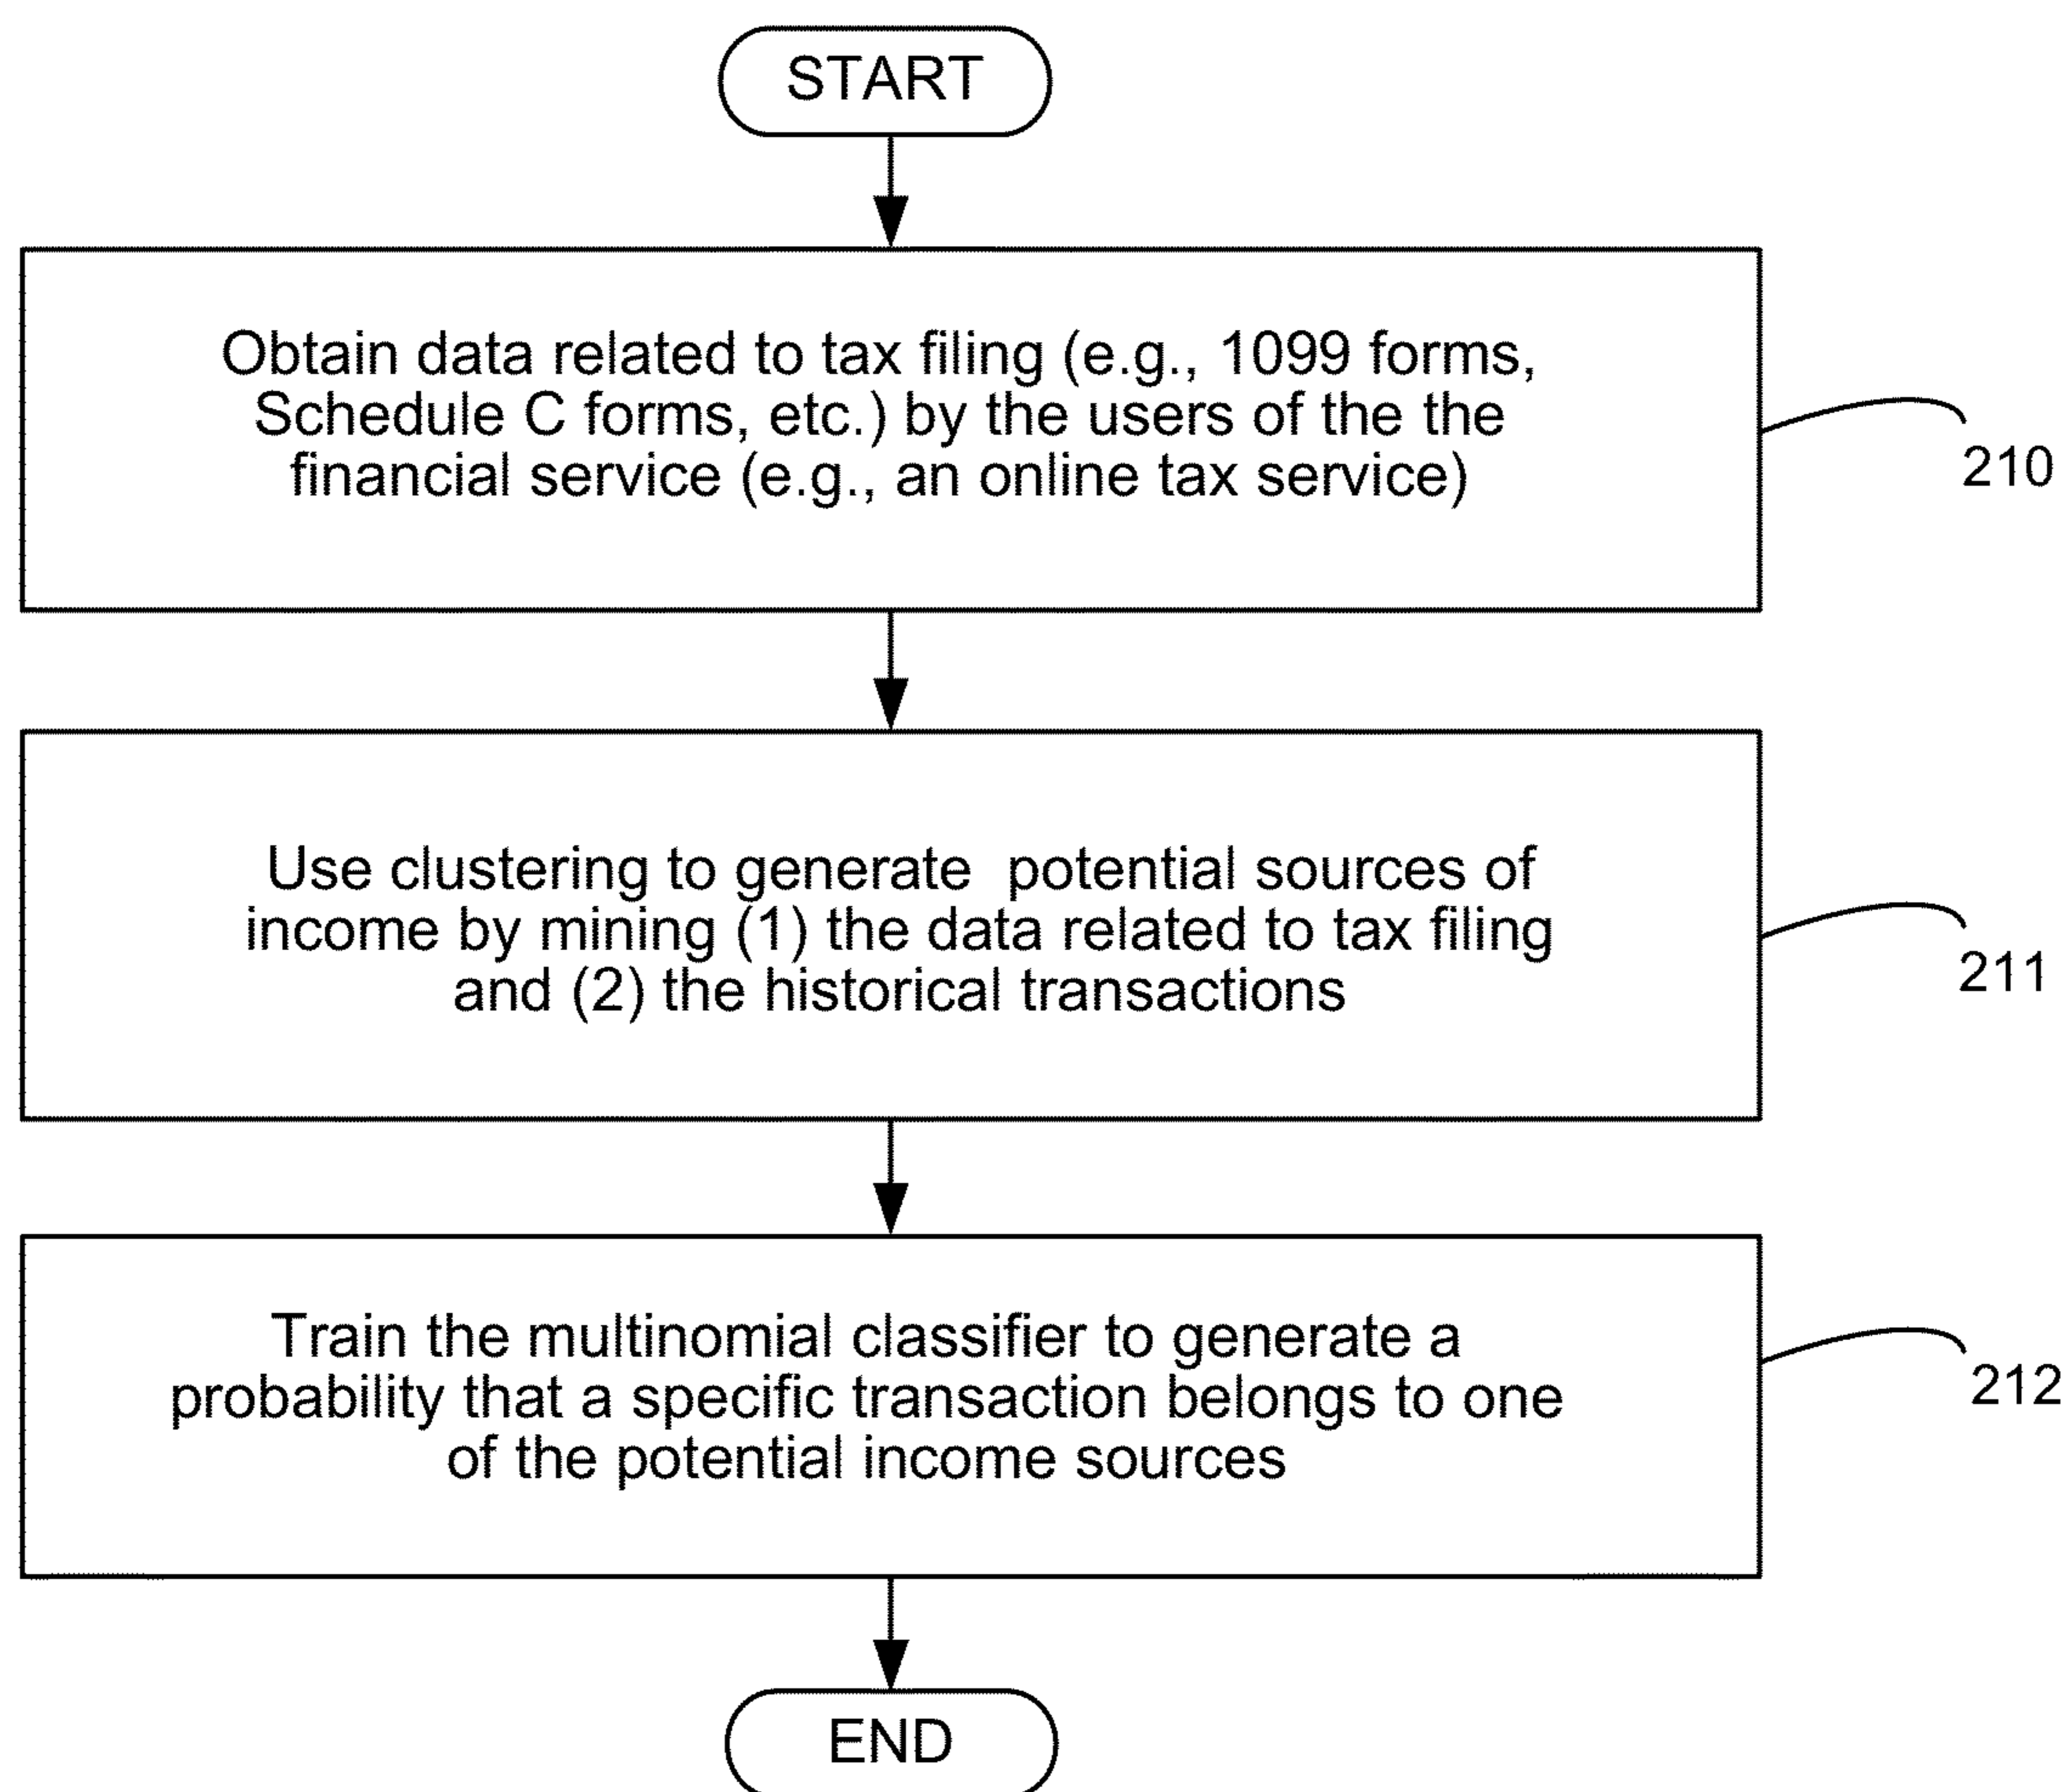 START
Obtain data related to tax filing (e.g., 1099 forms,
Schedule C forms, etc.) by the users of the the
financial service (e.g., an online tax service)
210
Use clustering to generate  potential sources of
income by mining (1) the data related to tax filing
and (2) the historical transactions
211
Train the multinomial classifier to generate a
probability that a specific transaction belongs to one
of the potential income sources
212
END